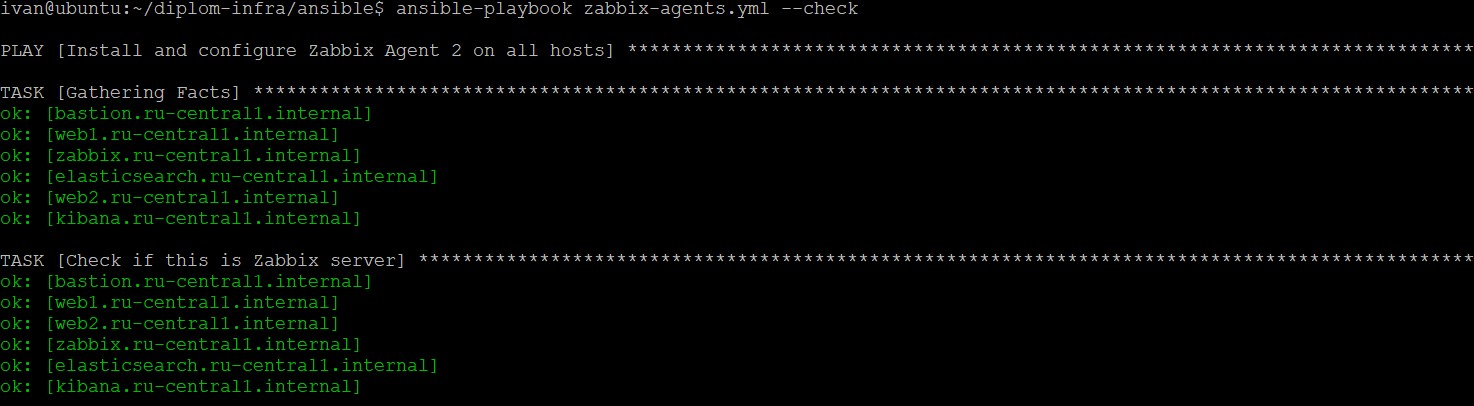 ivan@ubuntu:~/diplom-infra/ansible$ ansible-playbook zabbix-agents.yml --check
PLAY [Install and configure Zabbix Agent 2 on all hosts] *****************************************************************************
TASK [Gathering Facts] ***************************************************************************************************************
ok: [bastion.ru-central1.internal]
ok: [web1.ru-central1.internal]
ok: [zabbix.ru-central1.internal]
ok: [elasticsearch.ru-central1.internal]
ok: [web2.ru-central1.internal]
ok: [kibana.ru-central1.internal]
TASK [Check if this is Zabbix server] ************************************************************************************************
ok: [bastion.ru-central1.internal]
ok: [web1.ru-central1.internal]
ok: [web2.ru-central1.internal]
ok: [zabbix.ru-central1.internal]
ok: [elasticsearch.ru-central1.internal]
ok: [kibana.ru-central1.internal]